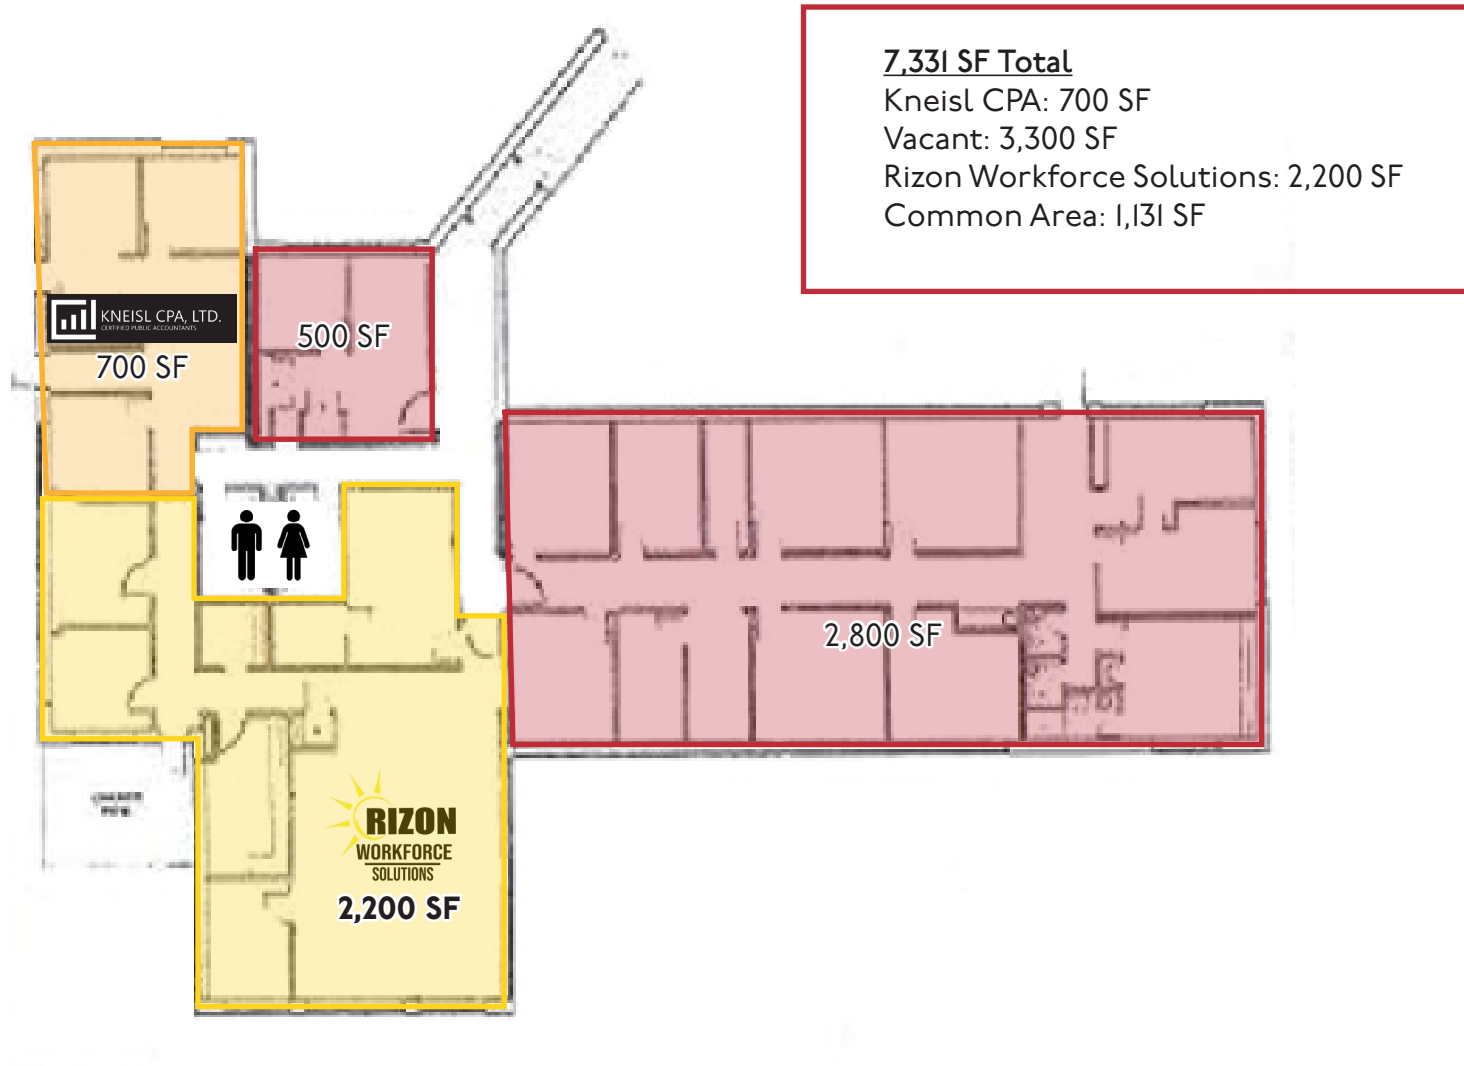 7,331 SF Total
Kneisl CPA: 700 SF
Vacant: 3,300 SF
Rizon Workforce Solutions: 2,200 SF
Common Area: 1,131 SF
KNEISL CPA, LTD.
CERTIFIED PUBLIC ACCOUNTANTS
700 SF
500 SF
2,800 SF
RIZON
WORKFORCE
SOLUTIONS
2,200 SF